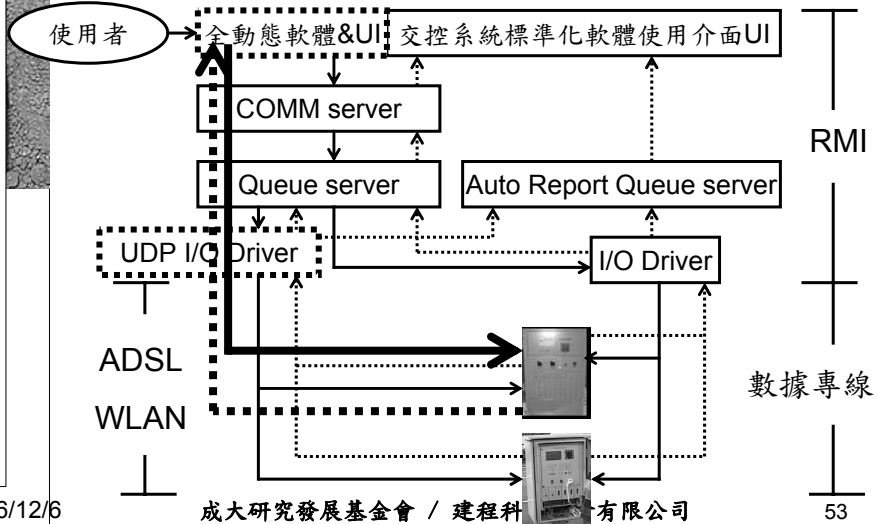 使用者
全動態軟體&UI
交控系統標準化軟體使用介面UI
COMM server
RMI
Queue server
Auto Report Queue server
UDP I/O Driver
I/O Driver
ADSL
WLAN
數據專線
6/12/6
成大研究發展基金會 / 建程科
有限公司
53